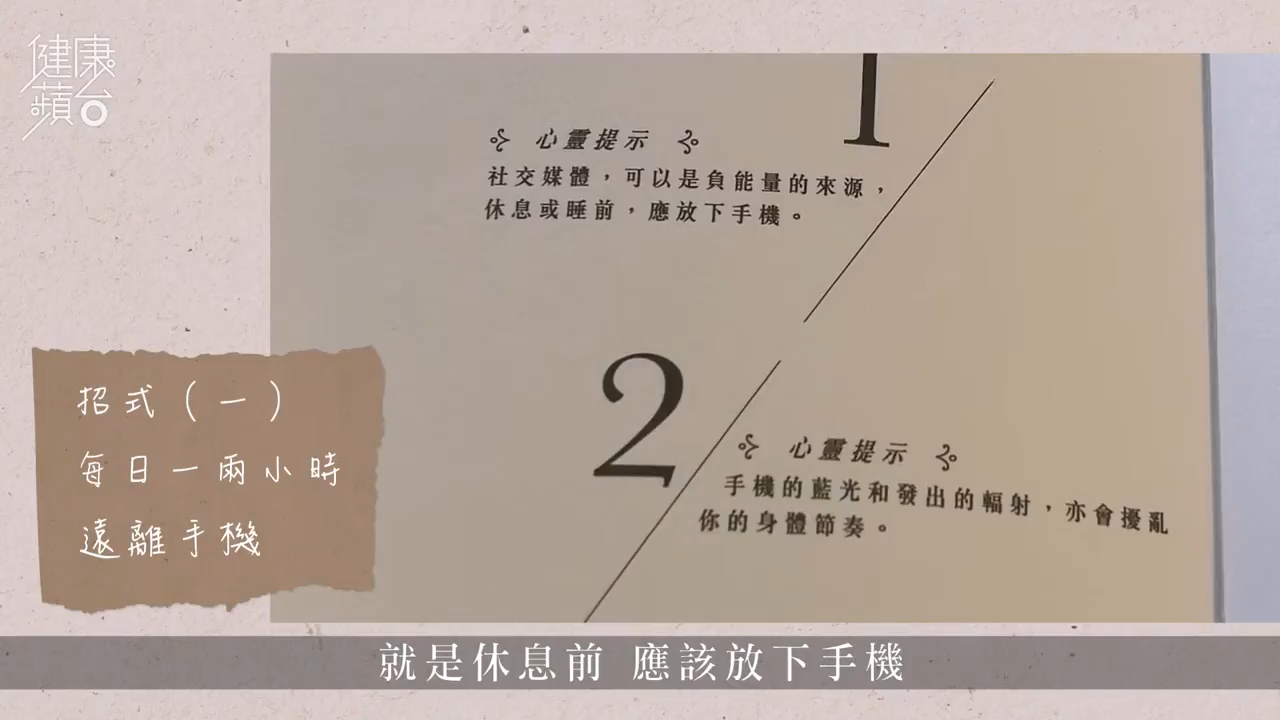 健康
蘋台
1
心靈提示
社交媒體，可以是負能量的來源，
休息或睡前，應放下手機。
2
心靈提示
手機的藍光和發出的輻射，亦會擾亂
你的身體節奏。
招式（一）
每日一兩小時
遠離手機
就是休息前 應該放下手機